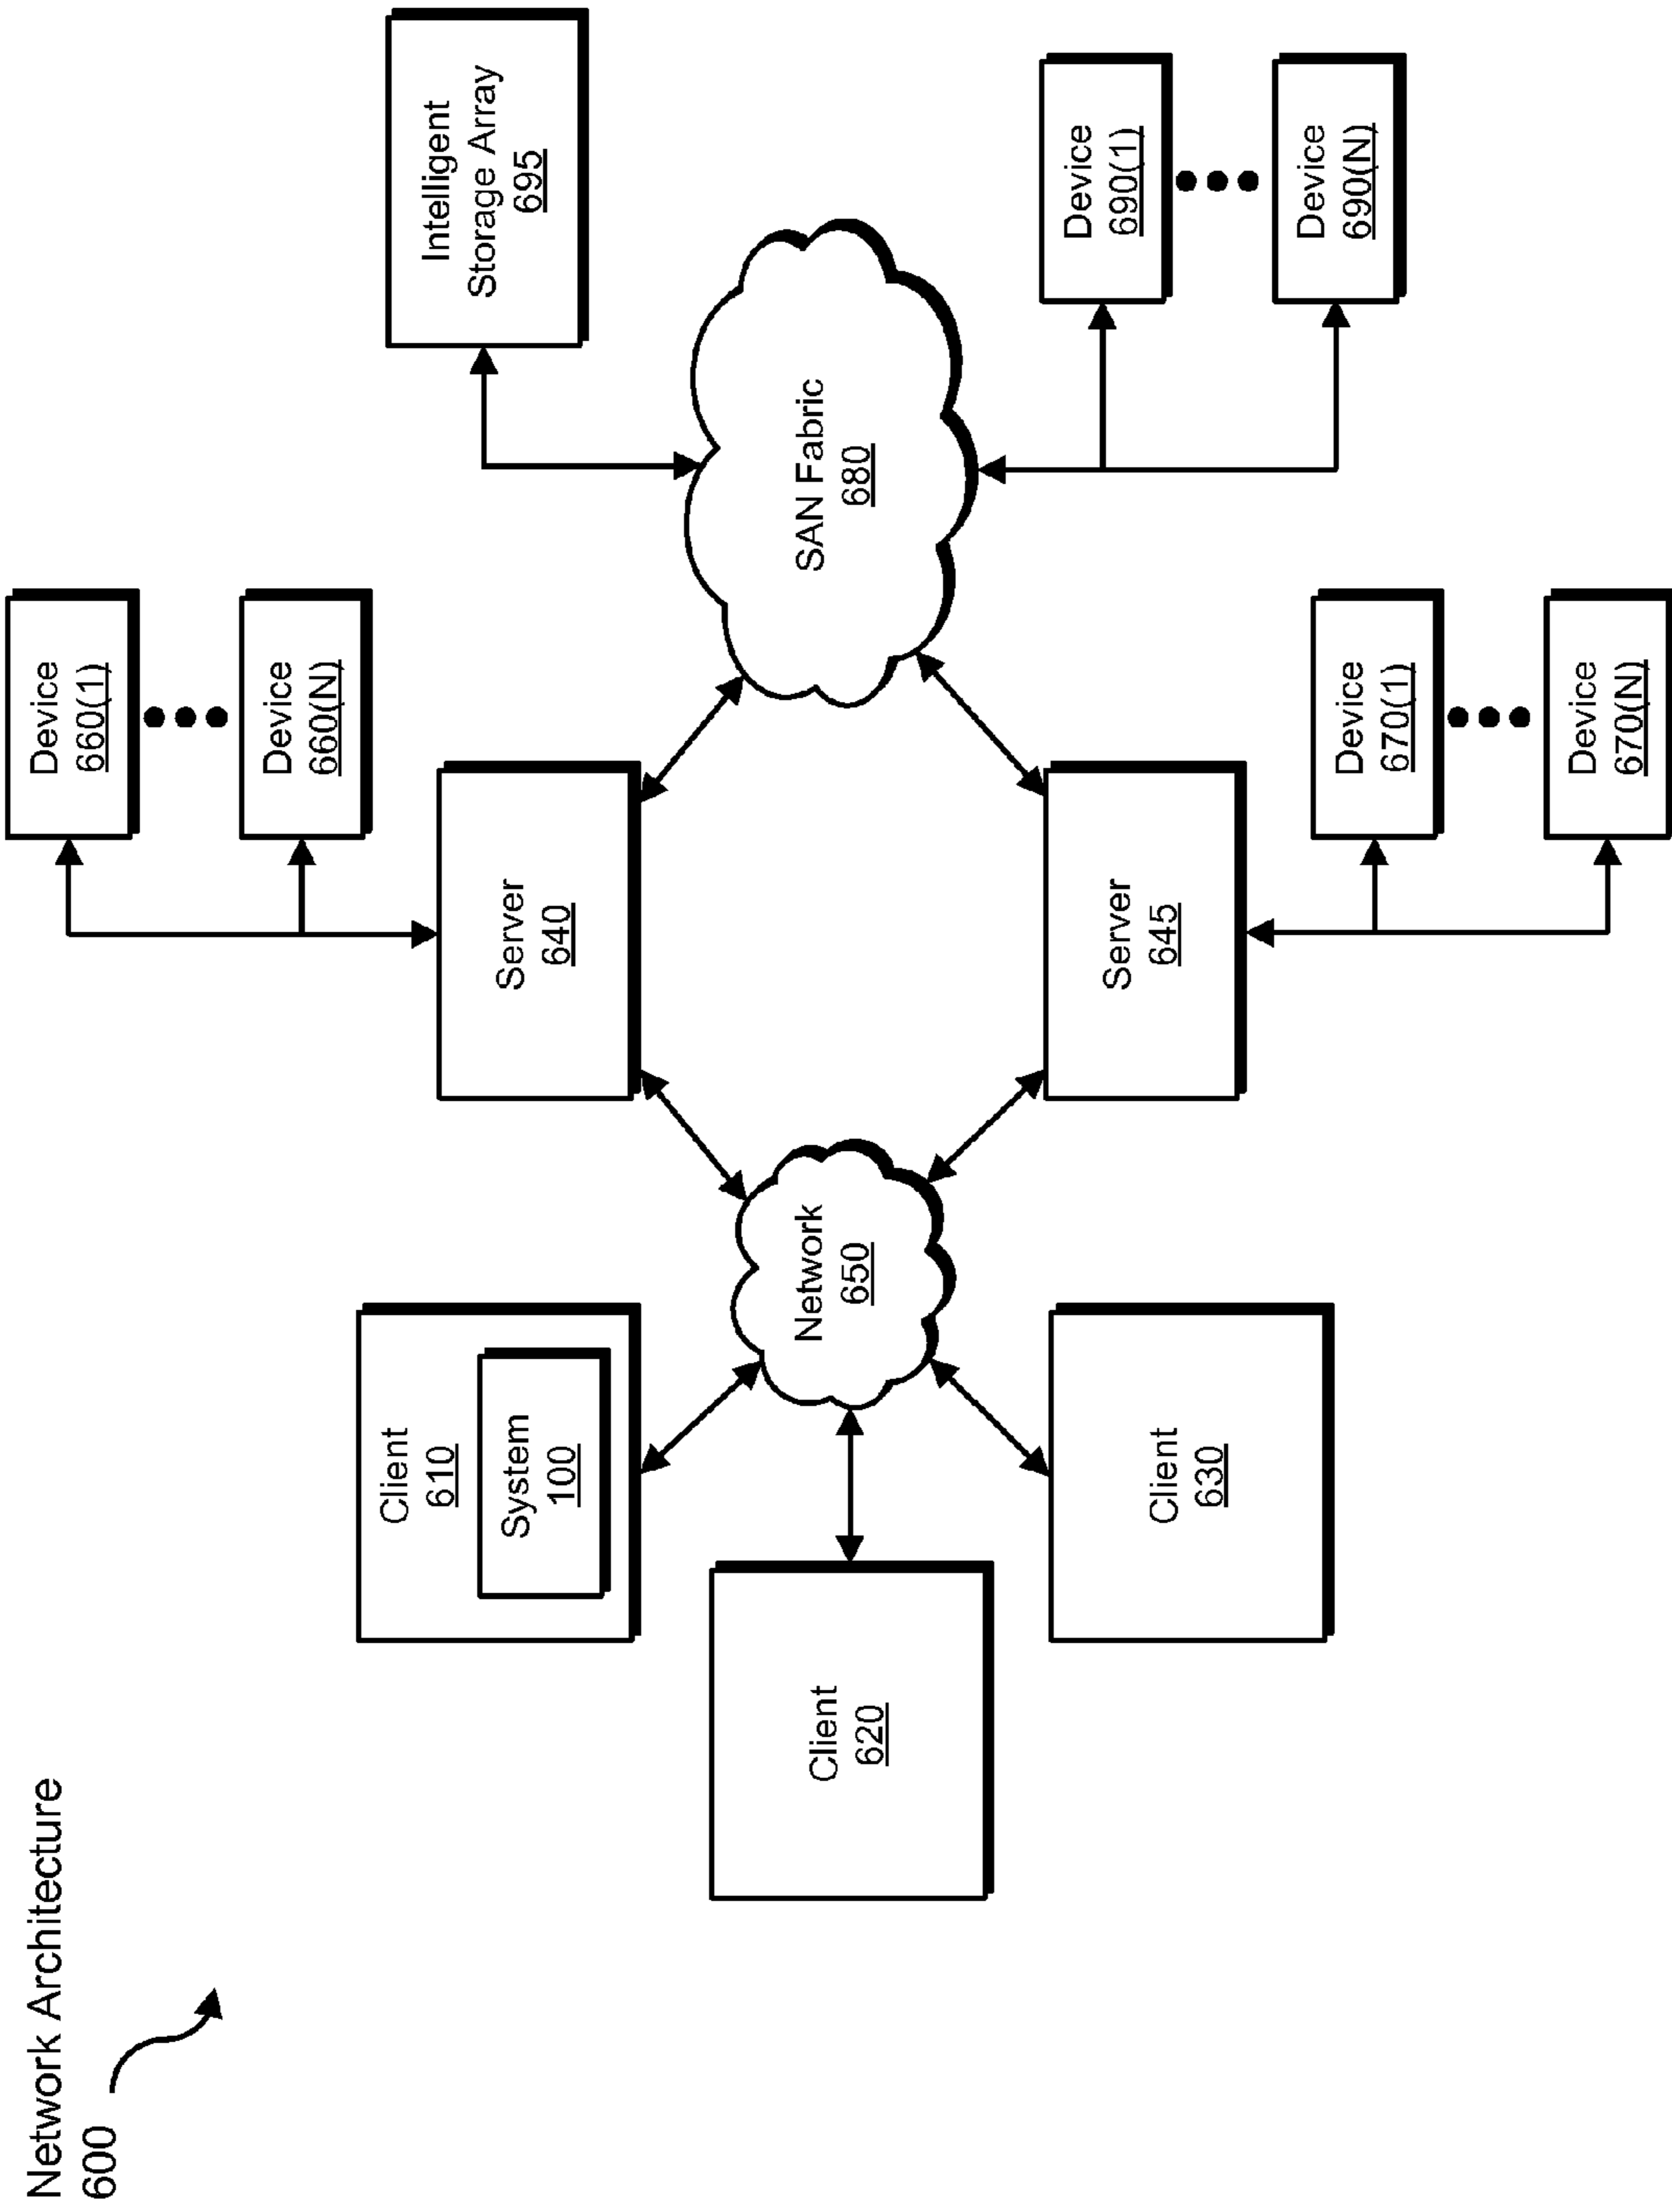 Network Architecture
600
Client
610
System
100
Client
620
Client
630
Network
650
Server
640
Server
645
Device
660(1)
Device
660(N)
Device
670(1)
Device
670(N)
SAN Fabric
680
Intelligent
Storage Array
695
Device
690(1)
Device
690(N)